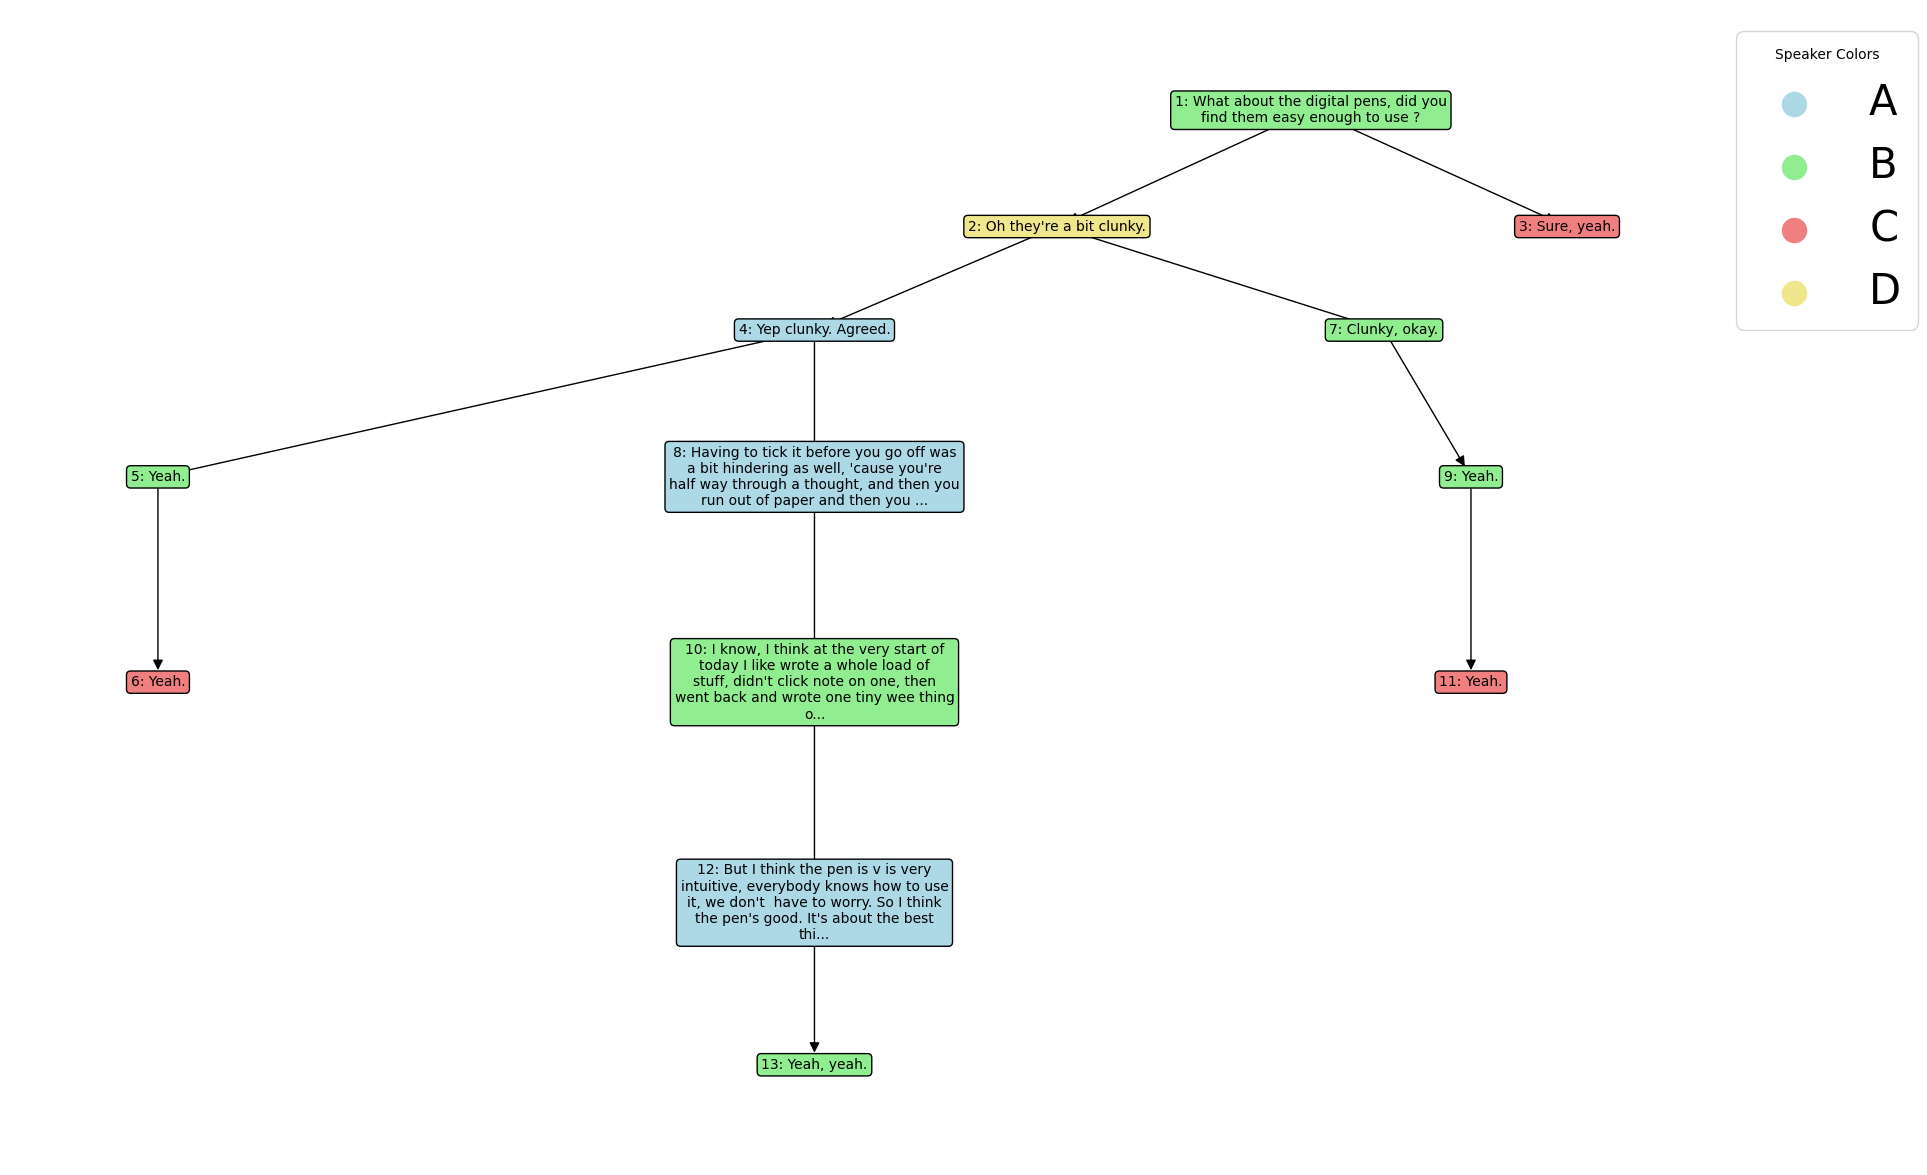 Speaker Colors
A
B
C
D
1: What about the digital pens, did you
find them easy enough to use ?
2: Oh they're a bit clunky.
3: Sure, yeah.
4: Yep clunky. Agreed.
7: Clunky, okay.
5: Yeah.
8: Having to tick it before you go off was
a bit hindering as well, 'cause you're
half way through a thought, and then you
run out of paper and then you ...
9: Yeah.
6: Yeah.
10: I know, I think at the very start of
today I like wrote a whole load of
stuff, didn't click note on one, then
went back and wrote one tiny wee thing
o...
11: Yeah.
12: But I think the pen is v is very
intuitive, everybody knows how to use
it, we don't  have to worry. So I think
the pen's good. It's about the best
thi...
13: Yeah, yeah.